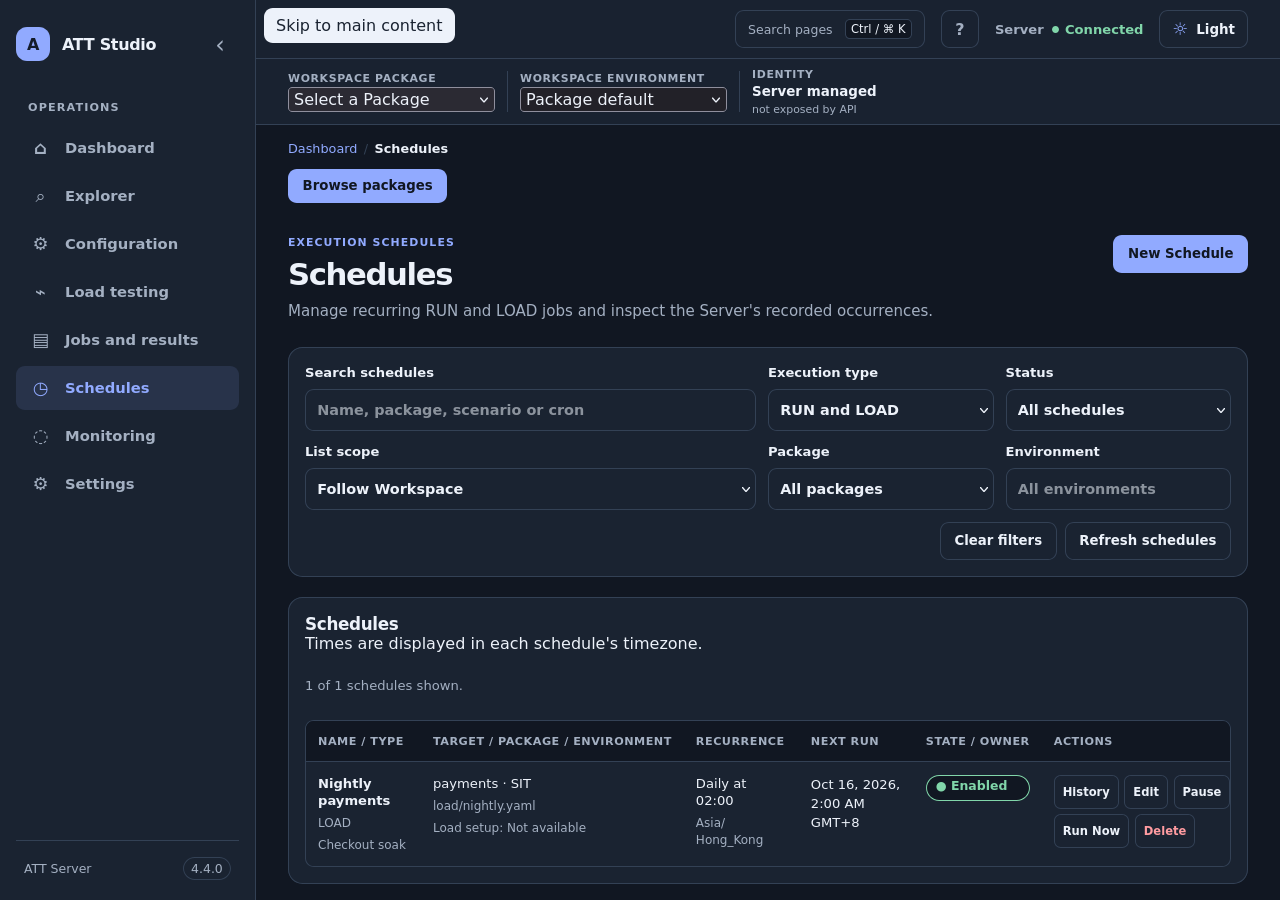 A ATT Studio
OPERATIONS
Dashboard
Explorer
Configuration
Load testing
Jobs and results
Schedules
Monitoring
Settings
ATT Server 4.4.0
Skip to main content
Search pages Ctrl / ⌘ K ? Server ● Connected Light
WORKSPACE PACKAGE
Select a Package
WORKSPACE ENVIRONMENT
Package default
IDENTITY
Server managed
not exposed by API
Dashboard / Schedules
Browse packages
EXECUTION SCHEDULES
Schedules
Manage recurring RUN and LOAD jobs and inspect the Server's recorded occurrences.
New Schedule
Search schedules Execution type Status
Name, package, scenario or cron RUN and LOAD All schedules
List scope Package Environment
Follow Workspace All packages All environments
Clear filters Refresh schedules
Schedules
Times are displayed in each schedule's timezone.
1 of 1 schedules shown.
NAME / TYPE TARGET / PACKAGE / ENVIRONMENT RECURRENCE NEXT RUN STATE / OWNER ACTIONS
Nightly
payments
LOAD
Checkout soak
payments · SIT
load/nightly.yaml
Load setup: Not available
Daily at
02:00
Asia/
Hong_Kong
Oct 16, 2026,
2:00 AM
GMT+8
● Enabled
History Edit Pause
Run Now Delete